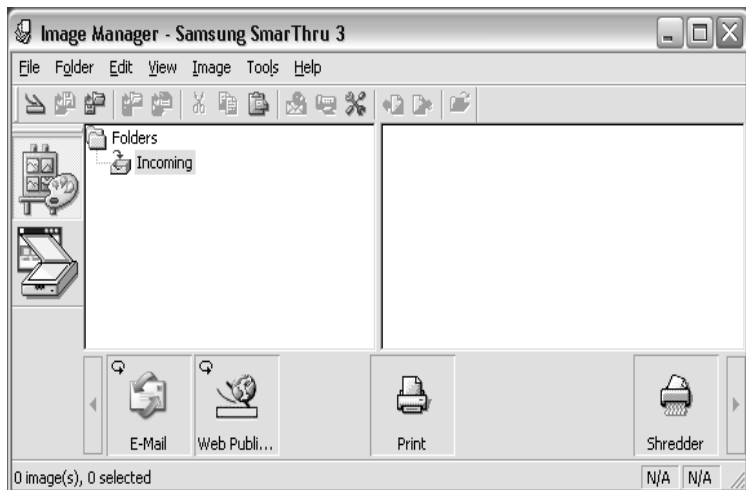 Image Manager - Samsung SmarThru 3
File Folder Edit View Image Tools Help
Folders
Incoming
E-Mail Web Publi... Print Shredder
0 image(s), 0 selected N/A N/A